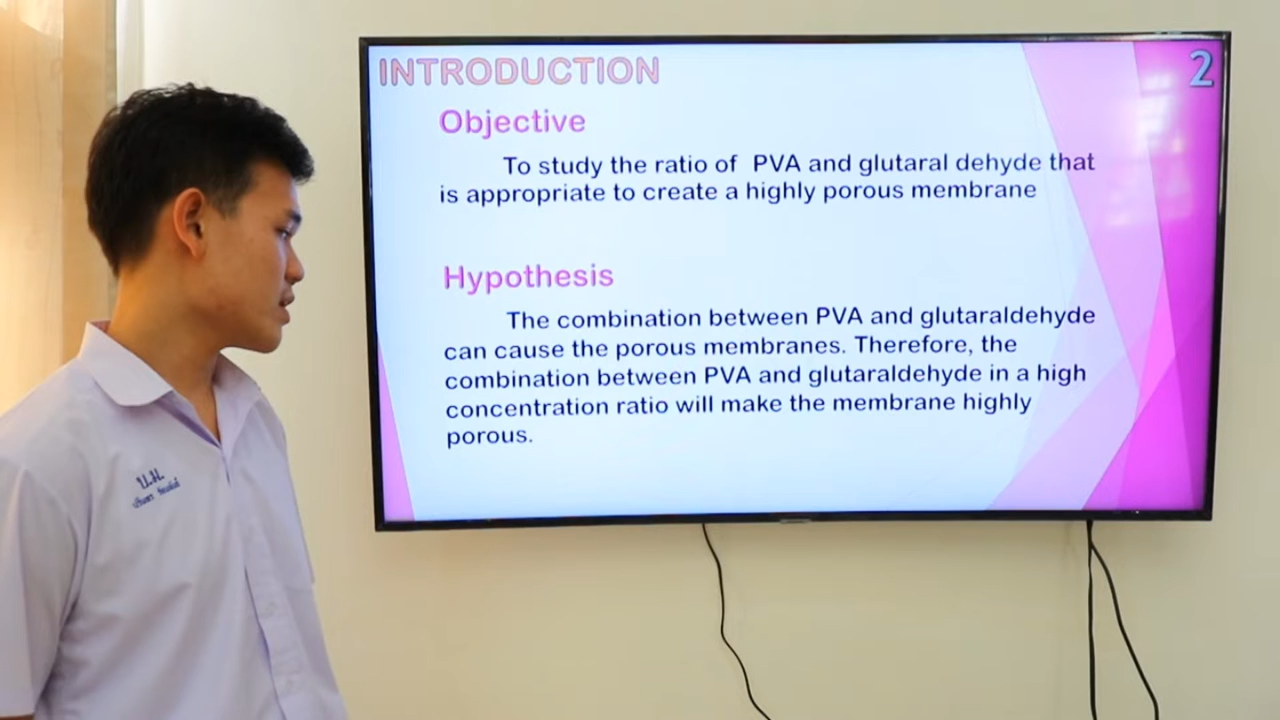 INTRODUCTION
2
Objective
To study the ratio of PVA and glutaral dehyde that
is appropriate to create a highly porous membrane
Hypothesis
The combination between PVA and glutaraldehyde
can cause the porous membranes. Therefore, the
combination between PVA and glutaraldehyde in a high
concentration ratio will make the membrane highly
porous.